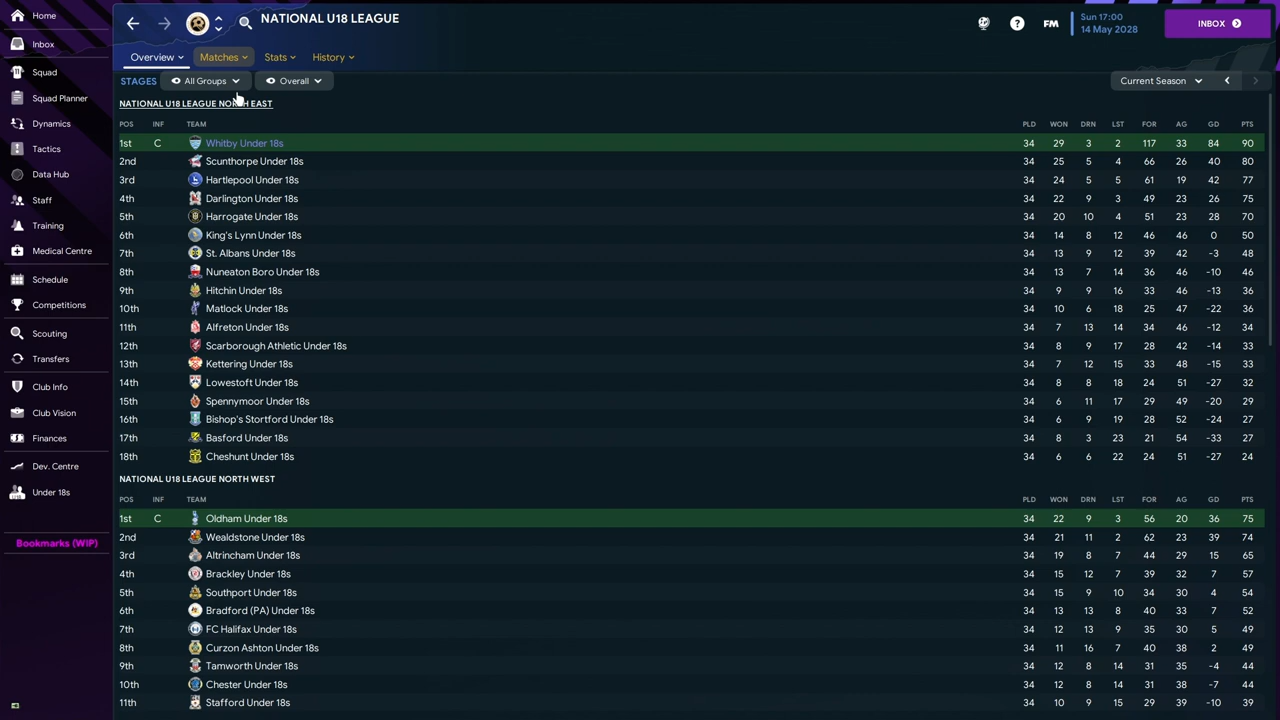 Home
Inbox
Squad
Squad Planner
Dynamics
Tactics
Data Hub
Staff
Training
Medical Centre
Schedule
Competitions
Scouting
Transfers
Club Info
Club Vision
Finances
Dev. Centre
Under 18s
Bookmarks (WIP)
NATIONAL U18 LEAGUE
FM
Sun 17:00
14 May 2028
INBOX
Overview Matches Stats History
STAGES All Groups Overall Current Season
NATIONAL U18 LEAGUE NORTH EAST
POS INF TEAM PLD WON DRN LST FOR AG GD PTS
1st C Whitby Under 18s 34 29 3 2 117 33 84 90
2nd Scunthorpe Under 18s 34 25 5 4 66 26 40 80
3rd Hartlepool Under 18s 34 24 5 5 61 19 42 77
4th Darlington Under 18s 34 22 9 3 49 23 26 75
5th Harrogate Under 18s 34 20 10 4 51 23 28 70
6th King's Lynn Under 18s 34 14 8 12 46 46 0 50
7th St. Albans Under 18s 34 13 9 12 39 42 -3 48
8th Nuneaton Boro Under 18s 34 13 7 14 36 46 -10 46
9th Hitchin Under 18s 34 9 9 16 33 46 -13 36
10th Matlock Under 18s 34 10 6 18 25 47 -22 36
11th Alfreton Under 18s 34 7 13 14 34 46 -12 34
12th Scarborough Athletic Under 18s 34 8 9 17 28 42 -14 33
13th Kettering Under 18s 34 7 12 15 33 48 -15 33
14th Lowestoft Under 18s 34 8 8 18 24 51 -27 32
15th Spennymoor Under 18s 34 6 11 17 29 49 -20 29
16th Bishop's Stortford Under 18s 34 6 9 19 28 52 -24 27
17th Basford Under 18s 34 8 3 23 21 54 -33 27
18th Cheshunt Under 18s 34 6 6 22 24 51 -27 24
NATIONAL U18 LEAGUE NORTH WEST
POS INF TEAM PLD WON DRN LST FOR AG GD PTS
1st C Oldham Under 18s 34 22 9 3 56 20 36 75
2nd Wealdstone Under 18s 34 21 11 2 62 23 39 74
3rd Altrincham Under 18s 34 19 8 7 44 29 15 65
4th Brackley Under 18s 34 15 12 7 39 32 7 57
5th Southport Under 18s 34 15 9 10 34 30 4 54
6th Bradford (PA) Under 18s 34 13 13 8 40 33 7 52
7th FC Halifax Under 18s 34 12 13 9 35 30 5 49
8th Curzon Ashton Under 18s 34 11 16 7 40 38 2 49
9th Tamworth Under 18s 34 12 8 14 31 35 -4 44
10th Chester Under 18s 34 12 8 14 31 38 -7 44
11th Stafford Under 18s 34 10 9 15 29 39 -10 39